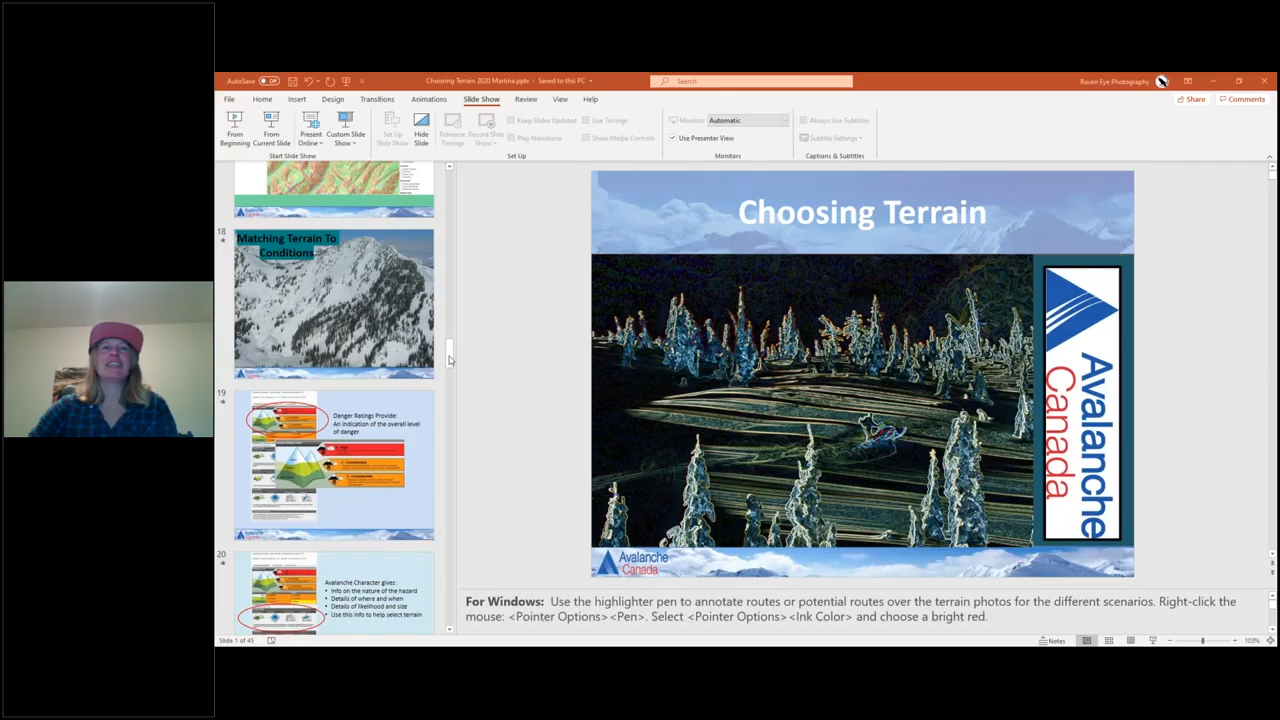 AutoSave Off
Choosing Terrain 2020 Martina.pptx - Saved to this PC
Search
Raven Eye Photography
File Home Insert Design Transitions Animations Slide Show Review View Help
Share Comments
From Beginning
From Current Slide
Present Online
Custom Slide Show
Set Up Slide Show
Hide Slide
Rehearse Timings
Record Slide Show
Keep Slides Updated
Play Narrations
Use Timings
Show Media Controls
Monitor: Automatic
Use Presenter View
Always Use Subtitles
Subtitle Settings
Start Slide Show
Set Up
Monitors
Captions & Subtitles
18
Matching Terrain To
Conditions
19
Danger Ratings Provide:
An indication of the overall level
of danger
20
Avalanche Character gives:
• Info on the nature of the hazard
• Details of where and when
• Details of likelihood and size
• Use this info to help select terrain
Choosing Terrain
Avalanche
Canada
Avalanche
Canada
For Windows: Use the highlighter pen to annotate routes or potential routes over the terrain photos for the different scenarios. Right-click the
mouse: <Pointer Options><Pen>. Select <Pointer Options><Ink Color> and choose a bright red.
Slide 1 of 45
Notes
103%